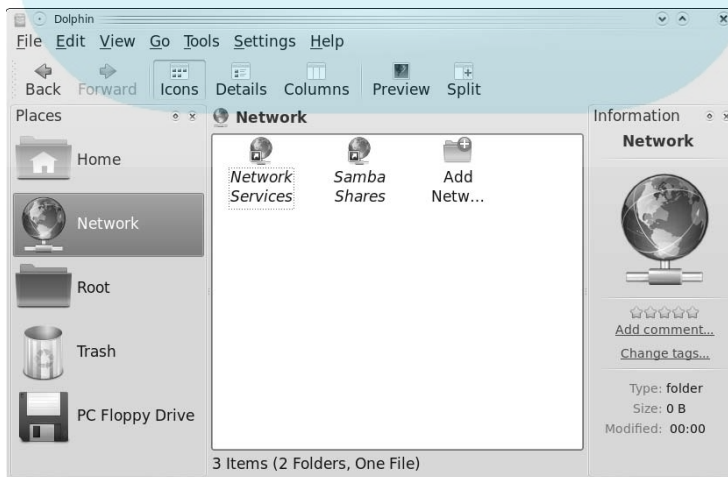 Dolphin
File Edit View Go Tools Settings Help
Back Forward Icons Details Columns Preview Split
Places
Home
Network
Root
Trash
PC Floppy Drive
Network
Network Services
Samba Shares
Add Netw...
3 Items (2 Folders, One File)
Information
Network
Add comment...
Change tags...
Type: folder
Size: 0 B
Modified: 00:00